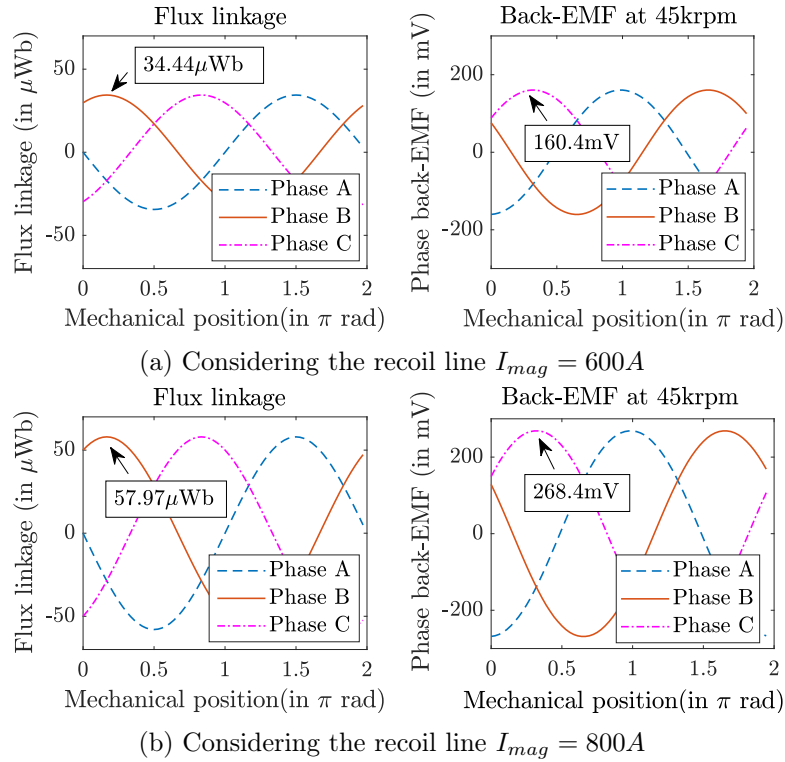 Flux linkage
Flux linkage (in μWb)
50
0
-50
34.44μWb
Phase A
Phase B
Phase C
0 0.5 1 1.5 2
Mechanical position(in π rad)
Back-EMF at 45krpm
Phase back-EMF (in mV)
200
0
-200
160.4mV
Phase A
Phase B
Phase C
0 0.5 1 1.5 2
Mechanical position(in π rad)
(a) Considering the recoil line I_mag = 600A
Flux linkage
Flux linkage (in μWb)
50
0
-50
57.97μWb
Phase A
Phase B
Phase C
0 0.5 1 1.5 2
Mechanical position(in π rad)
Back-EMF at 45krpm
Phase back-EMF (in mV)
200
0
-200
268.4mV
Phase A
Phase B
Phase C
0 0.5 1 1.5 2
Mechanical position(in π rad)
(b) Considering the recoil line I_mag = 800A